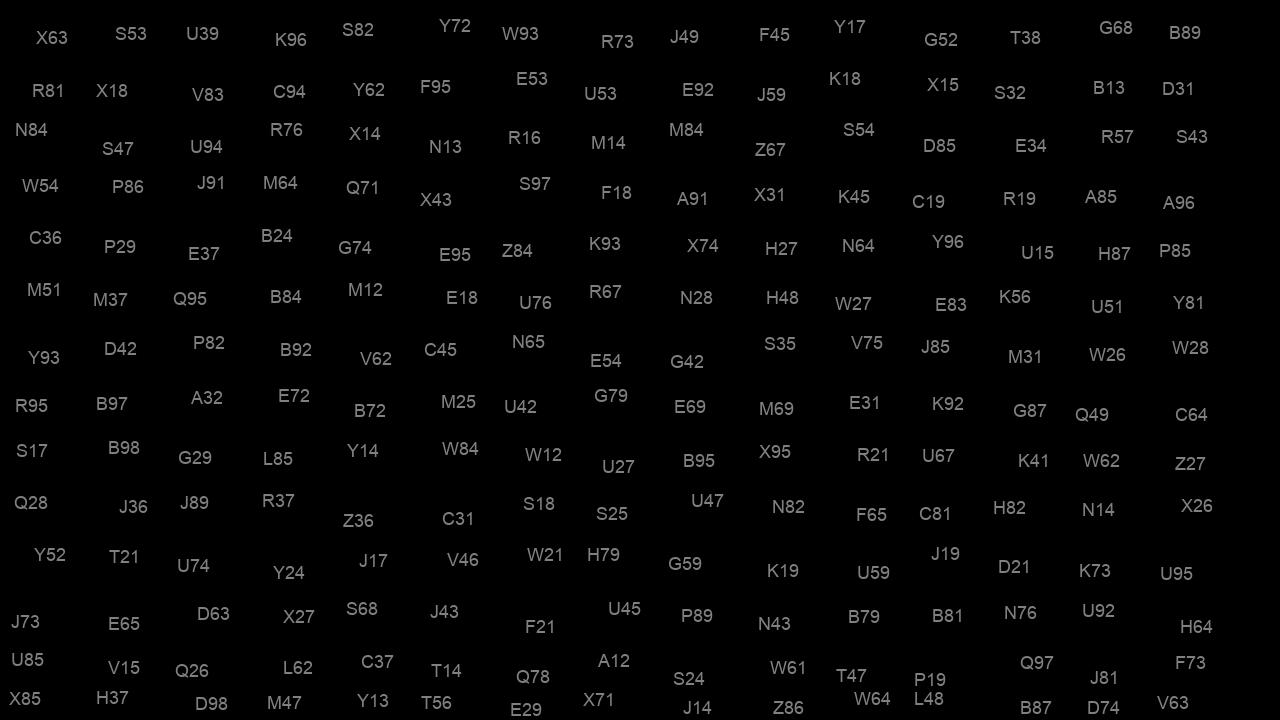 X63 S53 U39 K96 S82 Y72 W93 R73 J49 F45 Y17 G52 T38 G68 B89
R81 X18 V83 C94 Y62 F95 E53 U53 E92 J59 K18 X15 S32 B13 D31
N84 S47 U94 R76 X14 N13 R16 M14 M84 Z67 S54 D85 E34 R57 S43
W54 P86 J91 M64 Q71 X43 S97 F18 A91 X31 K45 C19 R19 A85 A96
C36 P29 E37 B24 G74 E95 Z84 K93 X74 H27 N64 Y96 U15 H87 P85
M51 M37 Q95 B84 M12 E18 U76 R67 N28 H48 W27 E83 K56 U51 Y81
Y93 D42 P82 B92 V62 C45 N65 E54 G42 S35 V75 J85 M31 W26 W28
R95 B97 A32 E72 B72 M25 U42 G79 E69 M69 E31 K92 G87 Q49 C64
S17 B98 G29 L85 Y14 W84 W12 U27 B95 X95 R21 U67 K41 W62 Z27
Q28 J36 J89 R37 Z36 C31 S18 S25 U47 N82 F65 C81 H82 N14 X26
Y52 T21 U74 Y24 J17 V46 W21 H79 G59 K19 U59 J19 D21 K73 U95
J73 E65 D63 X27 S68 J43 F21 U45 P89 N43 B79 B81 N76 U92 H64
U85 V15 Q26 L62 C37 T14 Q78 A12 S24 W61 T47 P19 Q97 J81 F73
X85 H37 D98 M47 Y13 T56 E29 X71 J14 Z86 W64 L48 B87 D74 V63